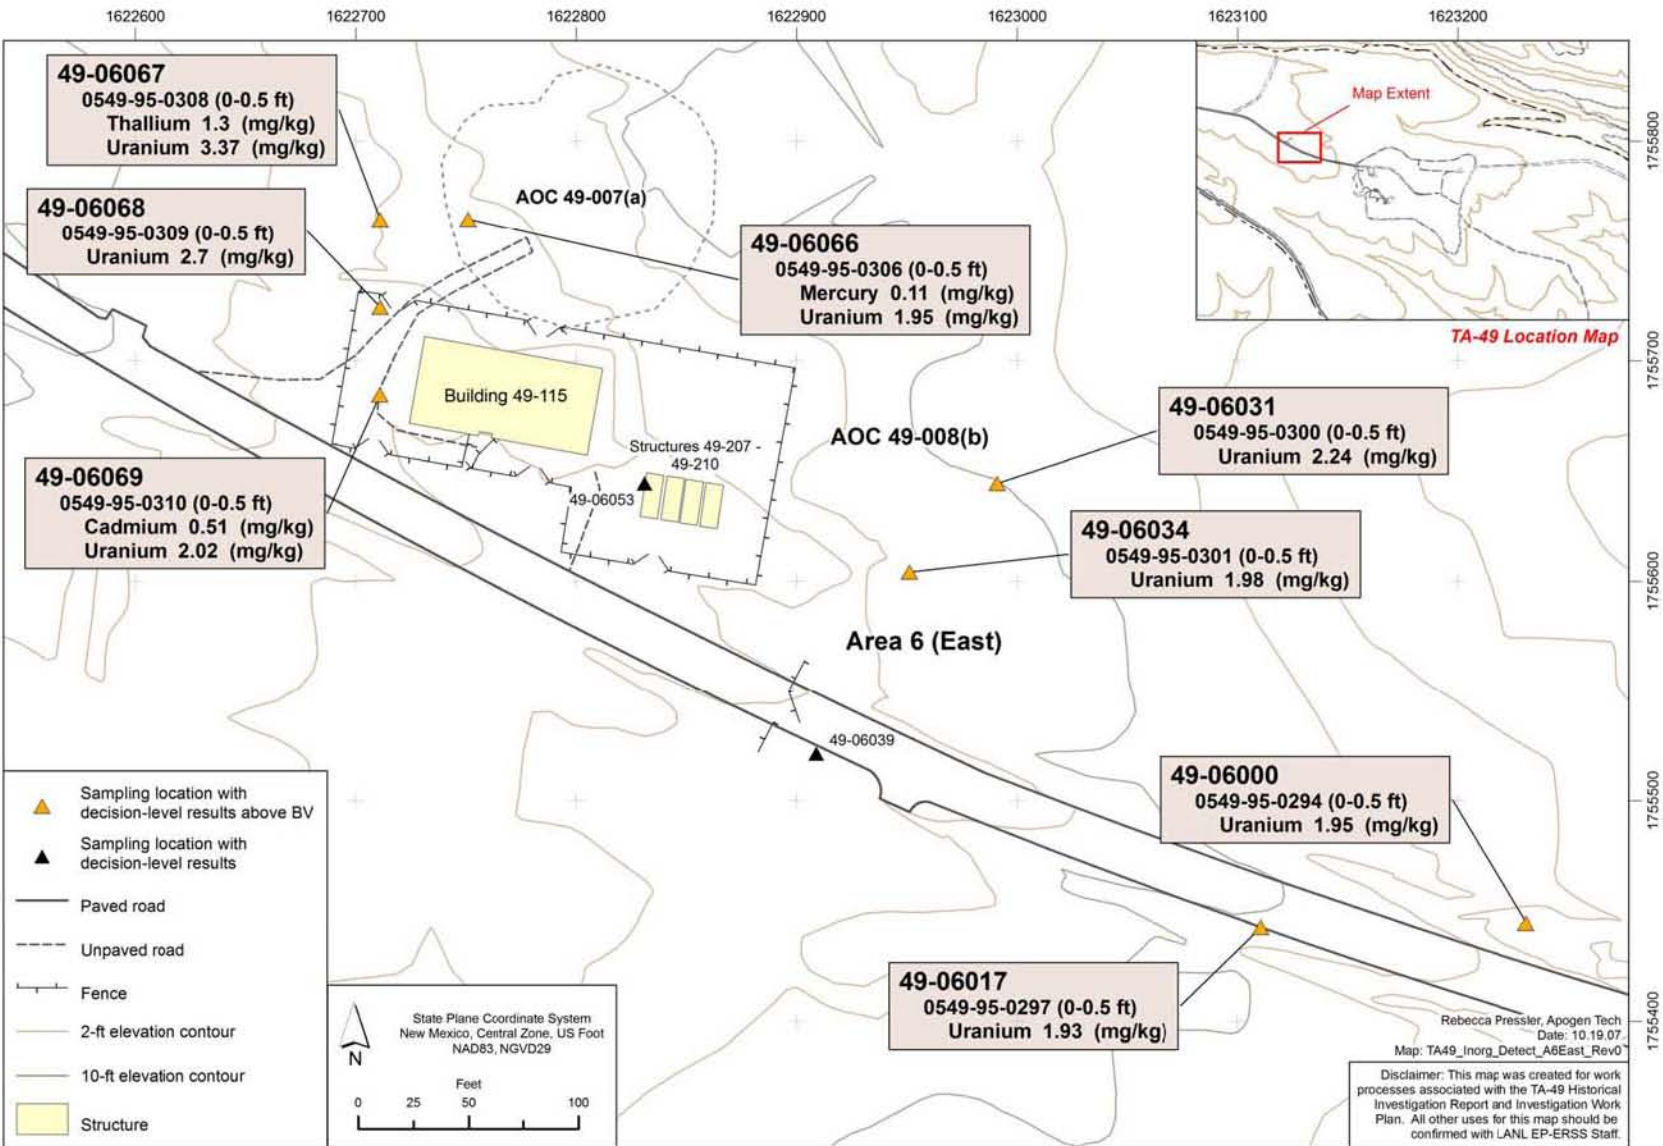 1622600 1622700 1622800 1622900 1623000 1623100 1623200
49-06067
0549-95-0308 (0-0.5 ft)
Thallium 1.3 (mg/kg)
Uranium 3.37 (mg/kg)
49-06068
0549-95-0309 (0-0.5 ft)
Uranium 2.7 (mg/kg)
AOC 49-007(a)
49-06066
0549-95-0306 (0-0.5 ft)
Mercury 0.11 (mg/kg)
Uranium 1.95 (mg/kg)
Map Extent
TA-49 Location Map
1755800
1755700
1755600
1755500
1755400
Building 49-115
Structures 49-207 -
49-210
49-06053
AOC 49-008(b)
49-06031
0549-95-0300 (0-0.5 ft)
Uranium 2.24 (mg/kg)
49-06069
0549-95-0310 (0-0.5 ft)
Cadmium 0.51 (mg/kg)
Uranium 2.02 (mg/kg)
49-06034
0549-95-0301 (0-0.5 ft)
Uranium 1.98 (mg/kg)
Area 6 (East)
49-06039
49-06000
0549-95-0294 (0-0.5 ft)
Uranium 1.95 (mg/kg)
49-06017
0549-95-0297 (0-0.5 ft)
Uranium 1.93 (mg/kg)
Sampling location with
decision-level results above BV
Sampling location with
decision-level results
Paved road
Unpaved road
Fence
2-ft elevation contour
10-ft elevation contour
Structure
N
State Plane Coordinate System
New Mexico, Central Zone, US Foot
NAD83, NGVD29
Feet
0 25 50 100
Rebecca Pressler, Apogen Tech
Date: 10.19.07
Map: TA49_Inorg_Detect_A6East_Rev0
Disclaimer: This map was created for work
processes associated with the TA-49 Historical
Investigation Report and Investigation Work
Plan. All other uses for this map should be
confirmed with LANL EP-ERSS Staff.